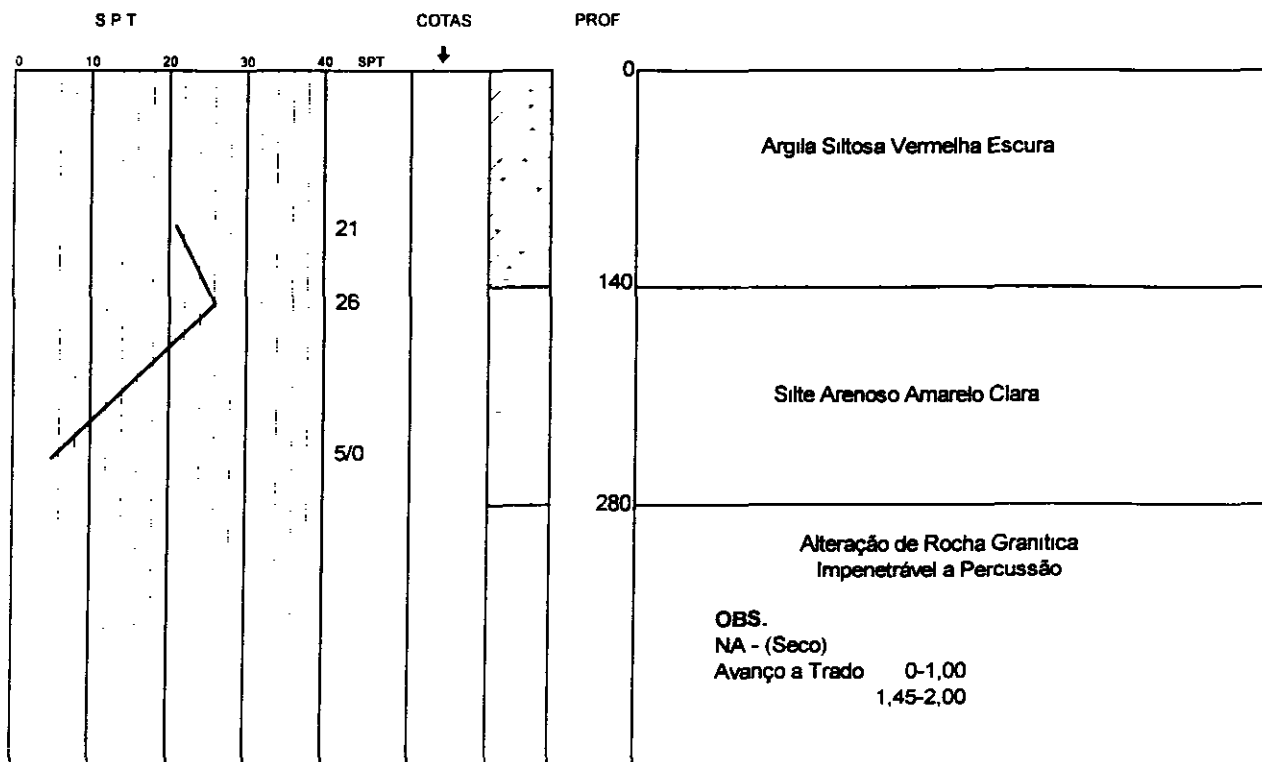 S P T COTAS PROF
0 10 20 30 40 SPT
0
Argila Siltosa Vermelha Escura
21
140
26
Silte Arenoso Amarelo Clara
5/0
280
Alteração de Rocha Granitica
Impenetrável a Percussão
OBS.
NA - (Seco)
Avanço a Trado 0-1,00
1,45-2,00